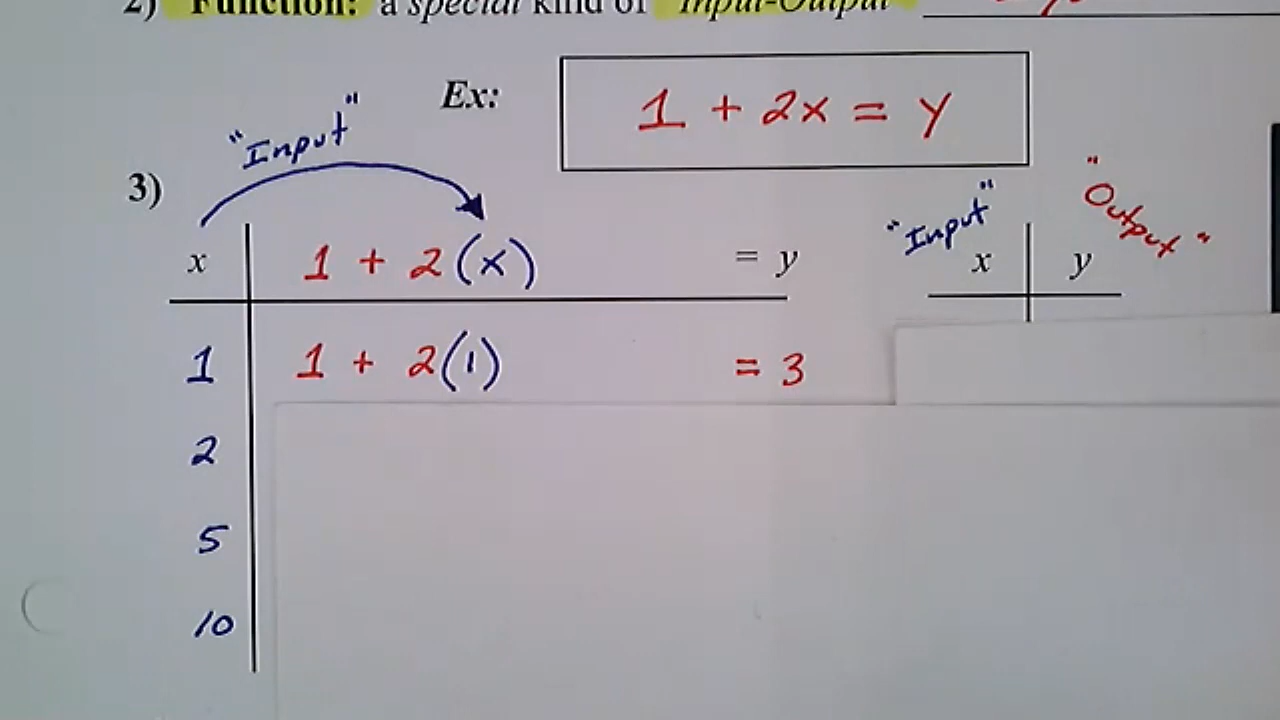 2) Function: a special kind of "Input-Output"
Ex: 1 + 2x = y
"Input"
3)
"Input" "Output"
x 1 + 2(x) = y x y
1 1 + 2(1) = 3
2
5
10